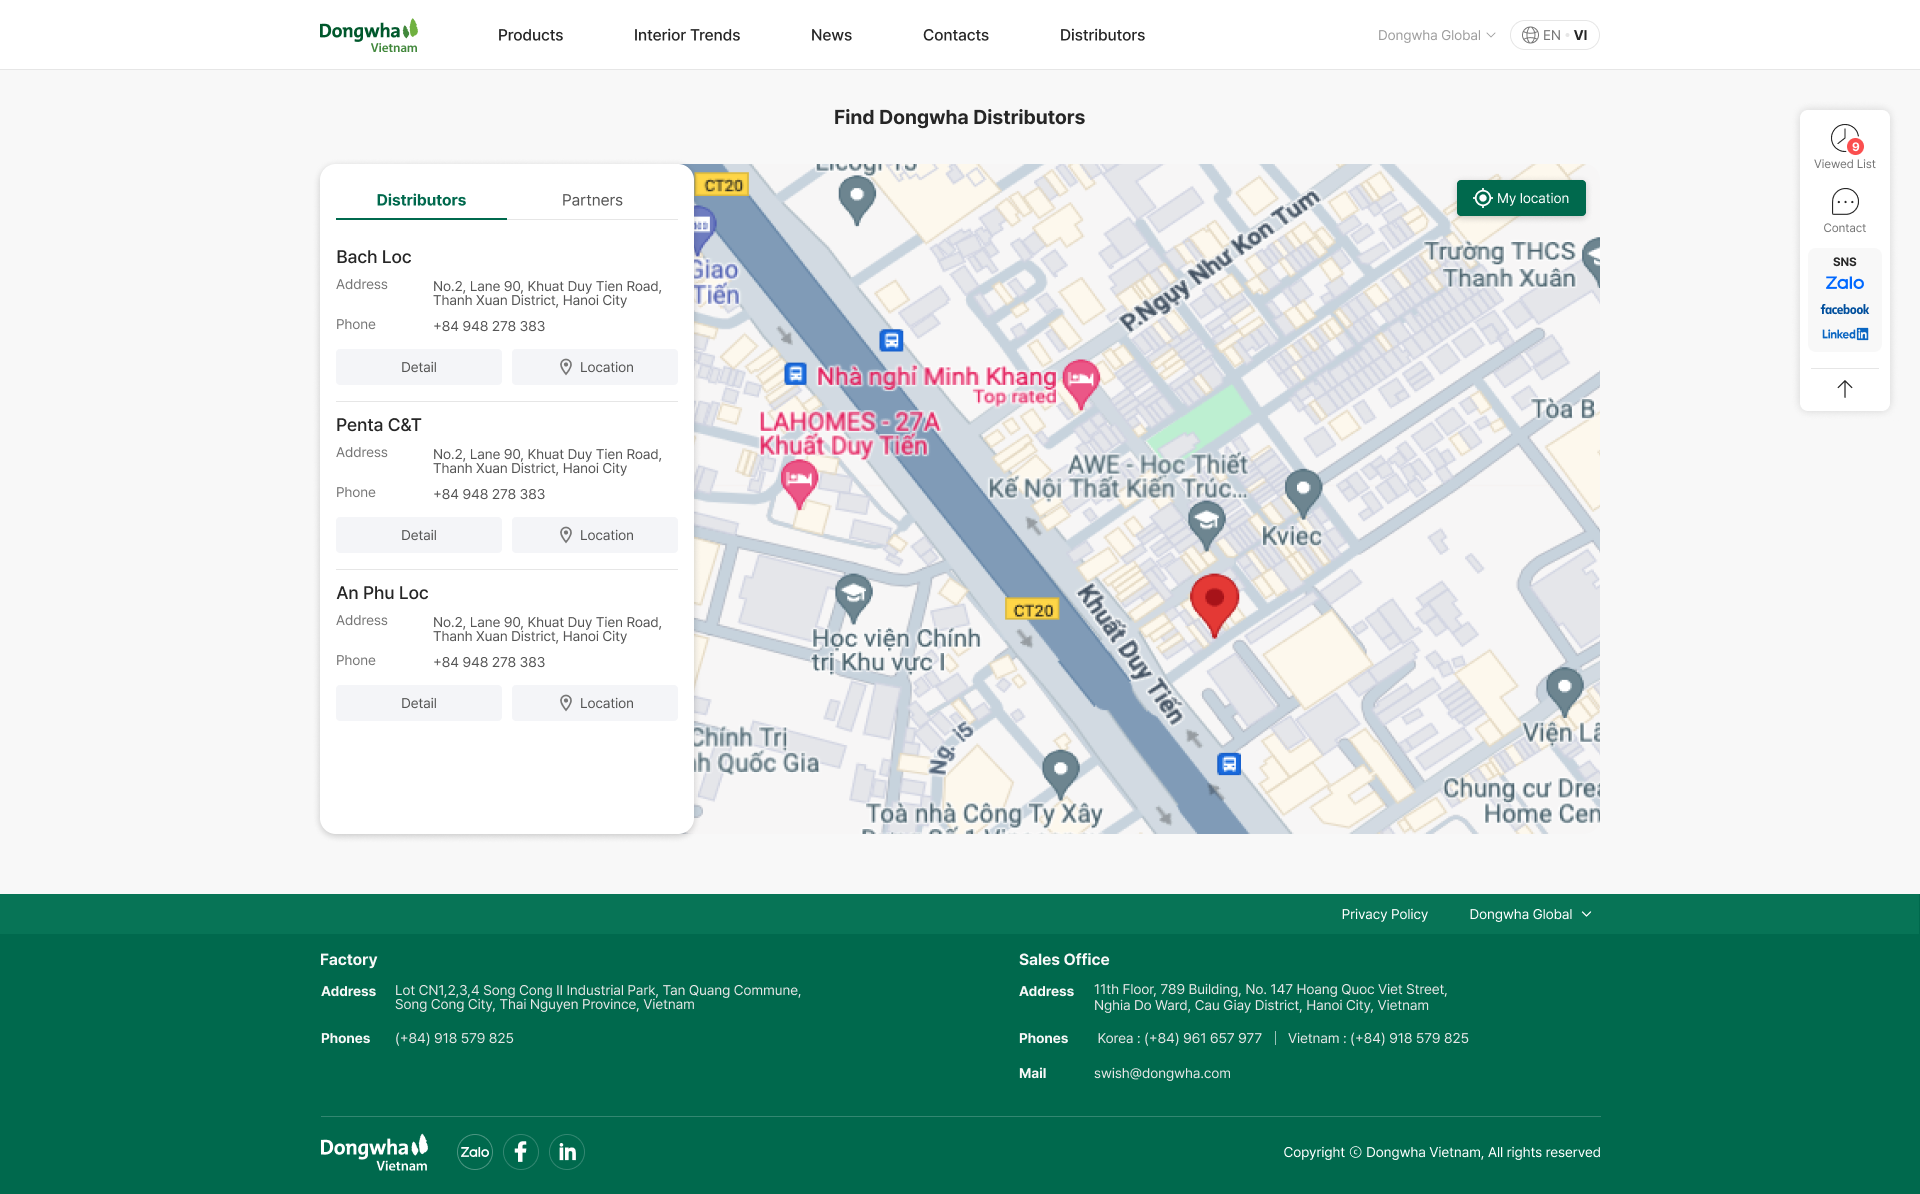 Dongwha
Vietnam
Products
Interior Trends
News
Contacts
Distributors
Dongwha Global
EN
VI
Find Dongwha Distributors
Distributors
Partners
Bach Loc
Address
No.2, Lane 90, Khuat Duy Tien Road,
Thanh Xuan District, Hanoi City
Phone
+84 948 278 383
Detail
Location
Penta C&T
Address
No.2, Lane 90, Khuat Duy Tien Road,
Thanh Xuan District, Hanoi City
Phone
+84 948 278 383
Detail
Location
An Phu Loc
Address
No.2, Lane 90, Khuat Duy Tien Road,
Thanh Xuan District, Hanoi City
Phone
+84 948 278 383
Detail
Location
CT20
My location
P.Ngụy Như Kon Tum
Trường THCS
Thanh Xuân
Giao
Tiến
Nhà nghỉ Minh Khang
Top rated
LAHOMES - 27A
Khuất Duy Tiến
Tòa B
AWE - Học Thiết
Kế Nội Thất Kiến Trúc...
Kviec
CT20
Khuất Duy Tiến
Học viện Chính
trị Khu vực I
Chính Trị
nh Quốc Gia
Ng. i5
Viện Lã
Toà nhà Công Ty Xây
Chung cư Drea
Home Cen
9
Viewed List
Contact
SNS
Zalo
facebook
Linkedin
Privacy Policy
Dongwha Global
Factory
Address
Lot CN1,2,3,4 Song Cong II Industrial Park, Tan Quang Commune,
Song Cong City, Thai Nguyen Province, Vietnam
Phones
(+84) 918 579 825
Sales Office
Address
11th Floor, 789 Building, No. 147 Hoang Quoc Viet Street,
Nghia Do Ward, Cau Giay District, Hanoi City, Vietnam
Phones
Korea : (+84) 961 657 977 | Vietnam : (+84) 918 579 825
Mail
swish@dongwha.com
Dongwha
Vietnam
Zalo
f
in
Copyright ⓒ Dongwha Vietnam, All rights reserved